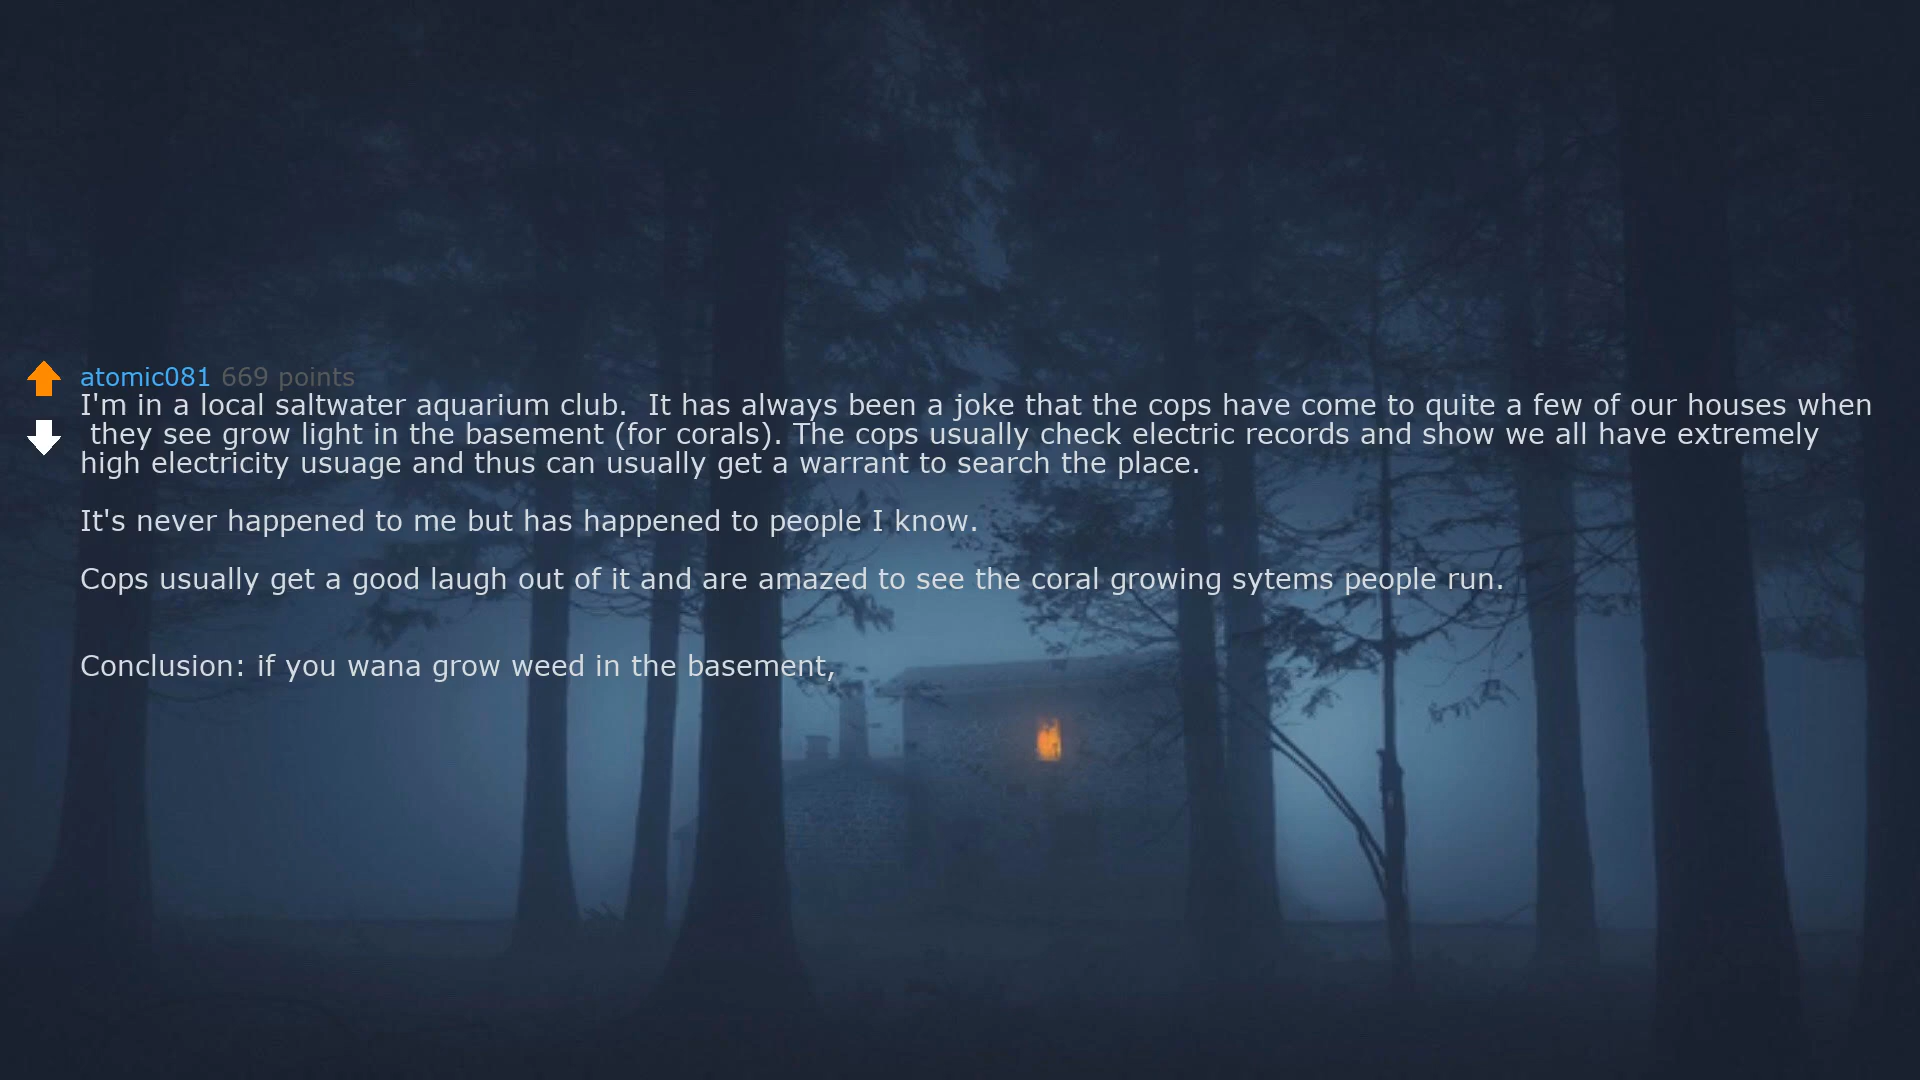 atomic081 669 points
I'm in a local saltwater aquarium club.  It has always been a joke that the cops have come to quite a few of our houses when
they see grow light in the basement (for corals). The cops usually check electric records and show we all have extremely
high electricity usuage and thus can usually get a warrant to search the place.
It's never happened to me but has happened to people I know.
Cops usually get a good laugh out of it and are amazed to see the coral growing sytems people run.
Conclusion: if you wana grow weed in the basement,